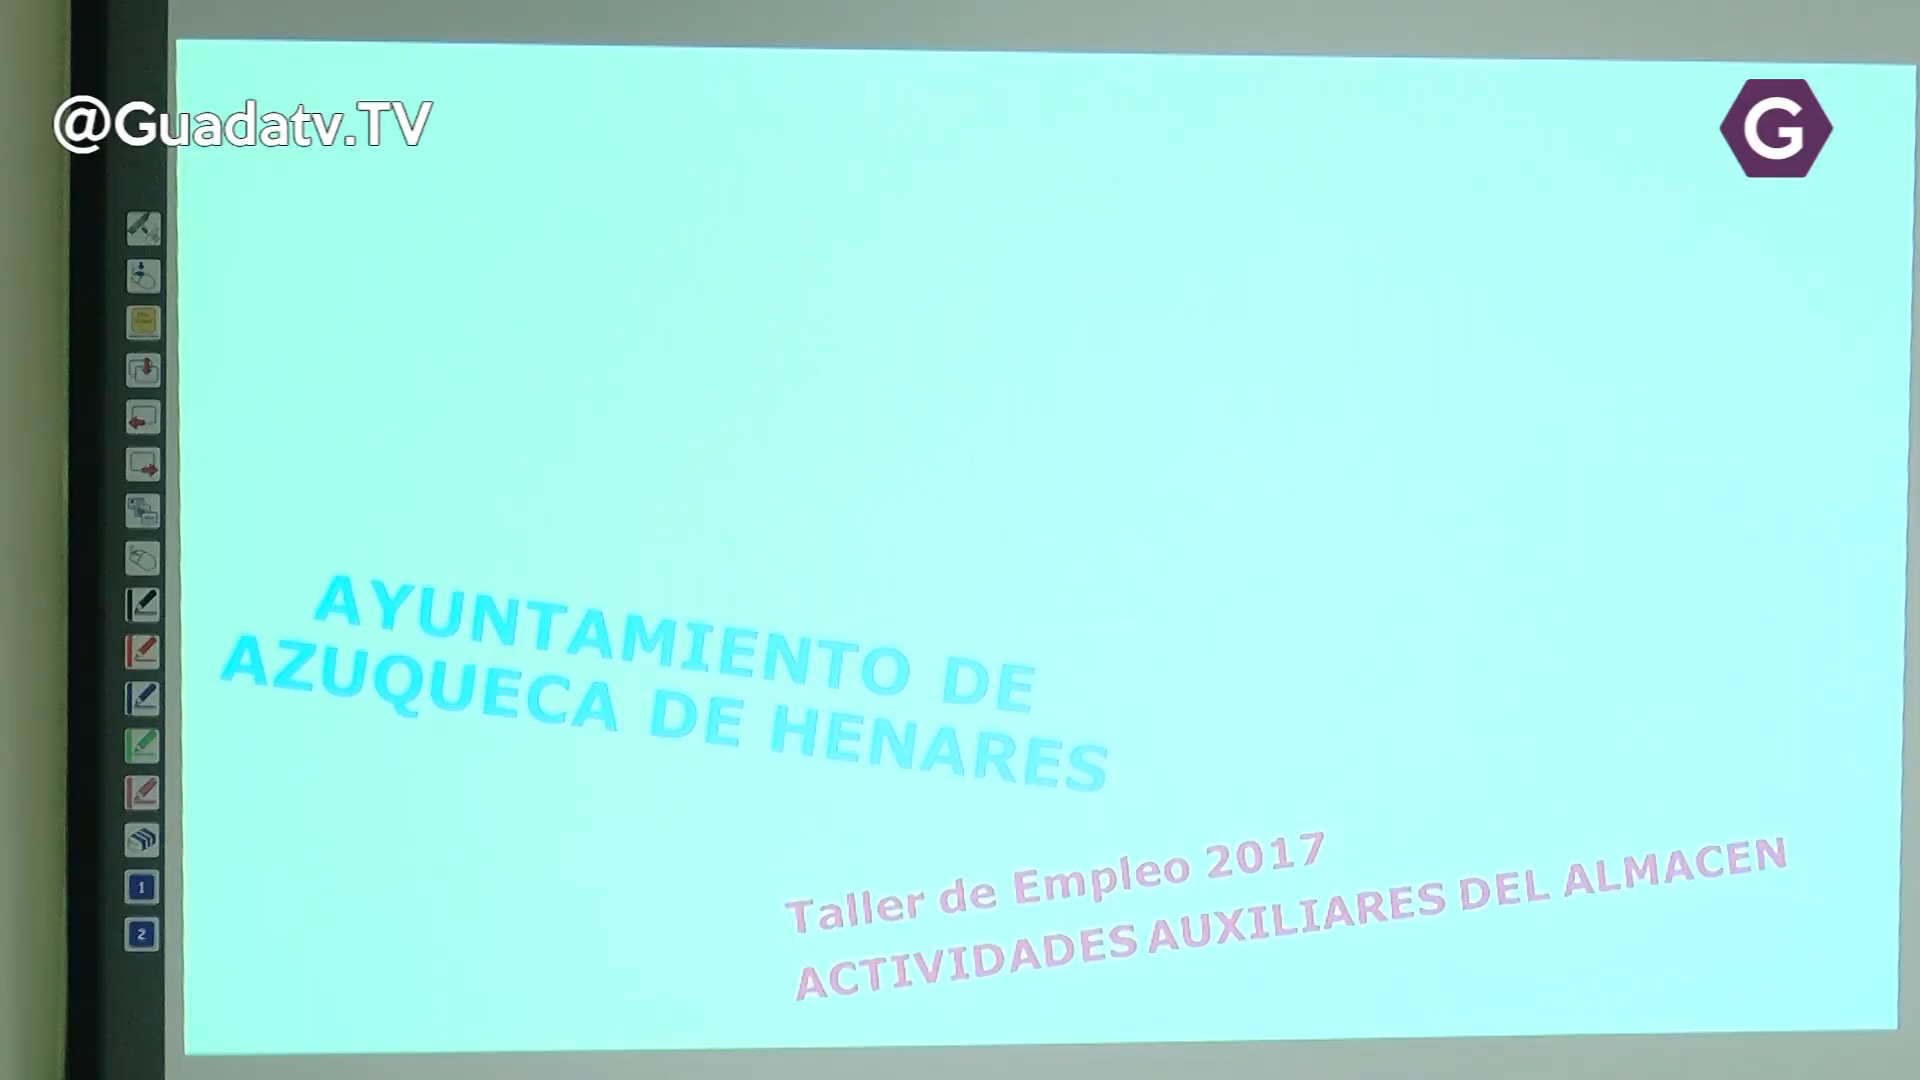 @Guadatv.TV
G
AYUNTAMIENTO DE
AZUQUECA DE HENARES
Taller de Empleo 2017
ACTIVIDADES AUXILIARES DEL ALMACEN
1
2